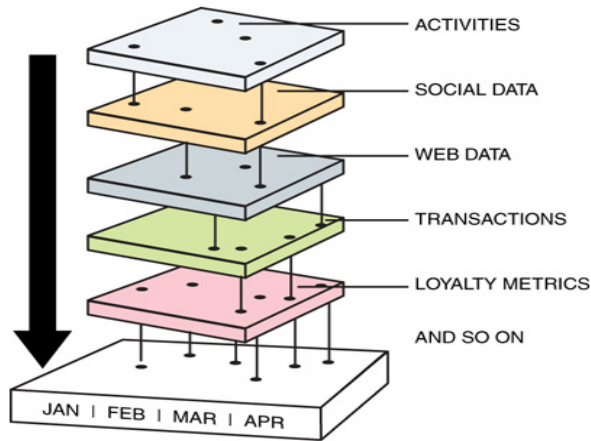 ACTIVITIES
SOCIAL DATA
WEB DATA
TRANSACTIONS
LOYALTY METRICS
AND SO ON
JAN | FEB | MAR | APR